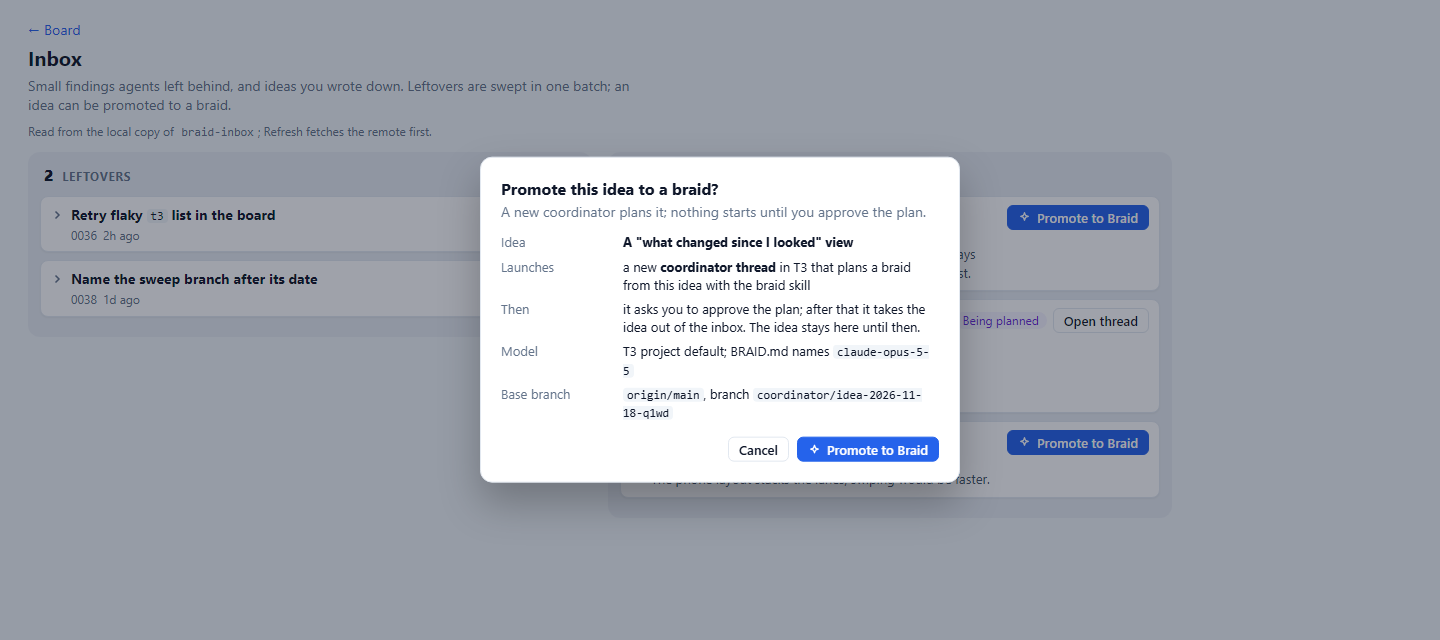 ← Board
Inbox
Small findings agents left behind, and ideas you wrote down. Leftovers are swept in one batch; an
idea can be promoted to a braid.
Read from the local copy of braid-inbox ; Refresh fetches the remote first.
2 LEFTOVERS
Retry flaky t3 list in the board
0036 2h ago
Name the sweep branch after its date
0038 1d ago
Promote this idea to a braid?
A new coordinator plans it; nothing starts until you approve the plan.
Idea
A "what changed since I looked" view
Launches
a new coordinator thread in T3 that plans a braid
from this idea with the braid skill
Then
it asks you to approve the plan; after that it takes the
idea out of the inbox. The idea stays here until then.
Model
T3 project default; BRAID.md names claude-opus-5-
5
Base branch
origin/main , branch coordinator/idea-2026-11-
18-q1wd
Cancel
Promote to Braid
Promote to Braid
Being planned
Open thread
Promote to Braid